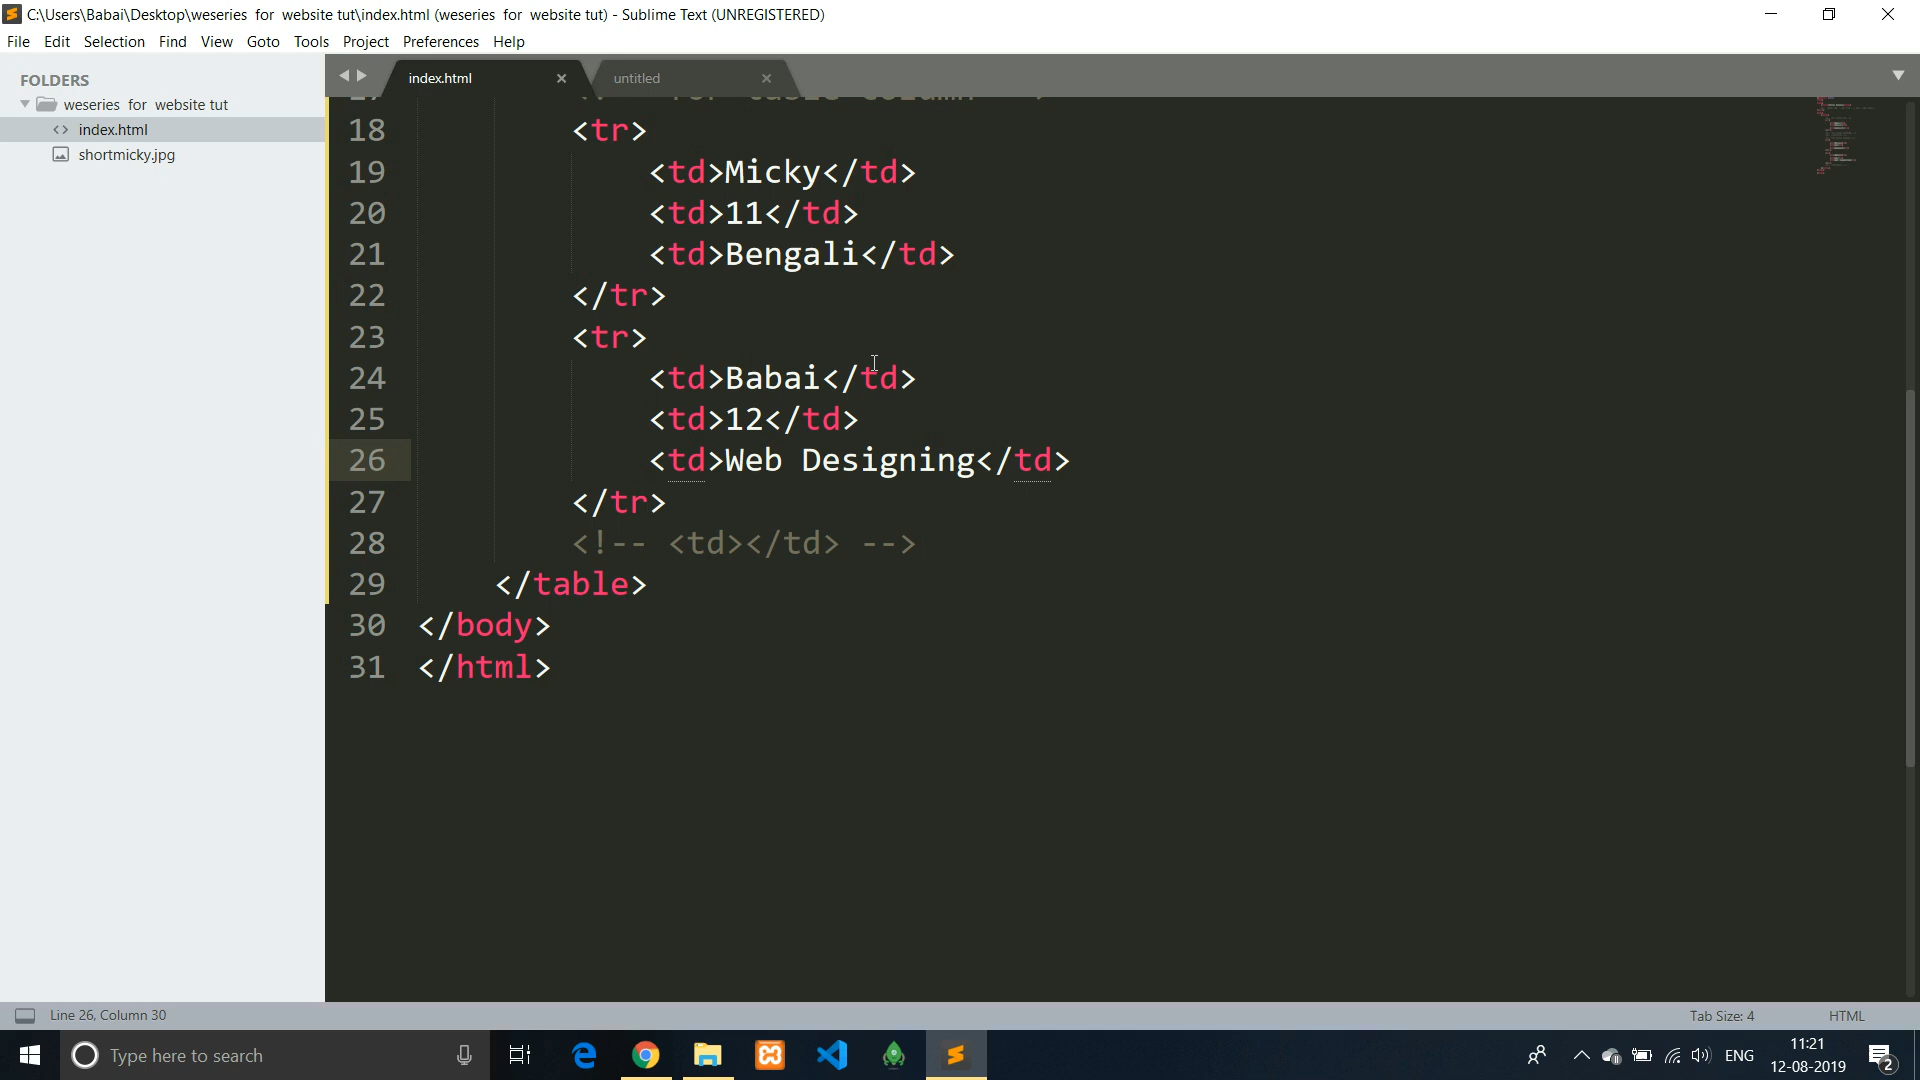 C:\Users\Babai\Desktop\weseries  for  website tut\index.html (weseries  for  website tut) - Sublime Text (UNREGISTERED)
File Edit Selection Find View Goto Tools Project Preferences Help
FOLDERS
weseries  for  website tut
index.html
shortmicky.jpg
index.html
untitled
18 <tr>
19 <td>Micky</td>
20 <td>11</td>
21 <td>Bengali</td>
22 </tr>
23 <tr>
24 <td>Babai</td>
25 <td>12</td>
26 <td>Web Designing</td>
27 </tr>
28 <!-- <td></td> -->
29 </table>
30 </body>
31 </html>
Line 26, Column 30
Tab Size: 4
HTML
Type here to search
ENG
11:21
12-08-2019
2